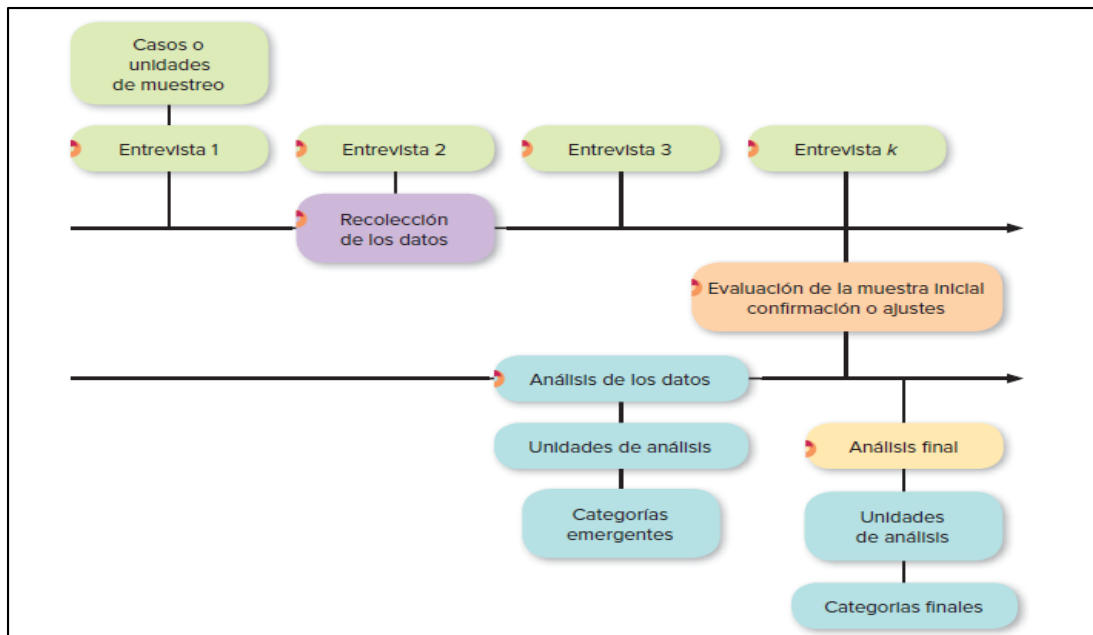 Casos o
unidades
de muestreo
Entrevista 1
Entrevista 2
Entrevista 3
Entrevista k
Recolección
de los datos
Evaluación de la muestra inicial
confirmación o ajustes
Análisis de los datos
Unidades de análisis
Categorías
emergentes
Análisis final
Unidades
de análisis
Categorías finales